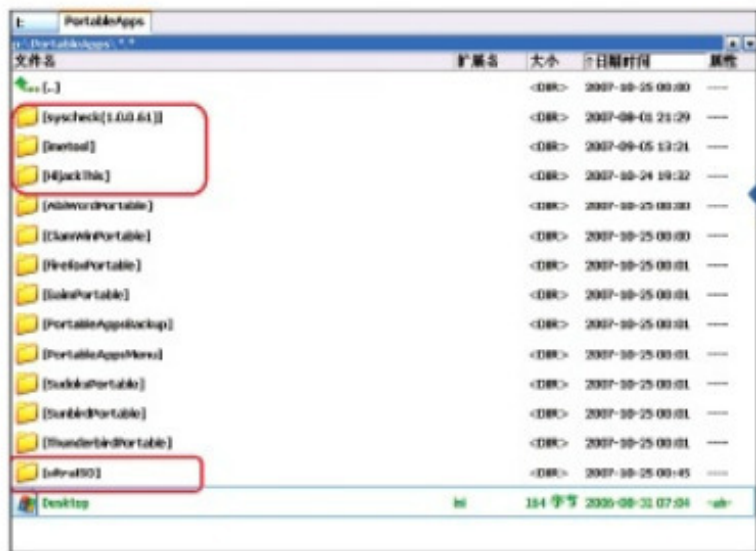 PortableApps
p:\PortableApps\*.*
文件名 扩展名 大小 ↑日期时间 属性
[..] <DIR> 2007-10-25 00:00 ----
[syscheck(1.0.0.61)] <DIR> 2007-08-01 21:29 ----
[inetool] <DIR> 2007-09-05 13:21 ----
[HijackThis] <DIR> 2007-10-24 19:32 ----
[AbiWordPortable] <DIR> 2007-10-25 00:00 ----
[ClamWinPortable] <DIR> 2007-10-25 00:00 ----
[FirefoxPortable] <DIR> 2007-10-25 00:01 ----
[GaimPortable] <DIR> 2007-10-25 00:01 ----
[PortableAppsBackup] <DIR> 2007-10-25 00:01 ----
[PortableAppsMenu] <DIR> 2007-10-25 00:01 ----
[SudokuPortable] <DIR> 2007-10-25 00:01 ----
[SunbirdPortable] <DIR> 2007-10-25 00:01 ----
[ThunderbirdPortable] <DIR> 2007-10-25 00:01 ----
[ultraISO] <DIR> 2007-10-25 00:45 ----
Desktop ini 164 字节 2006-08-31 07:04 -ah-